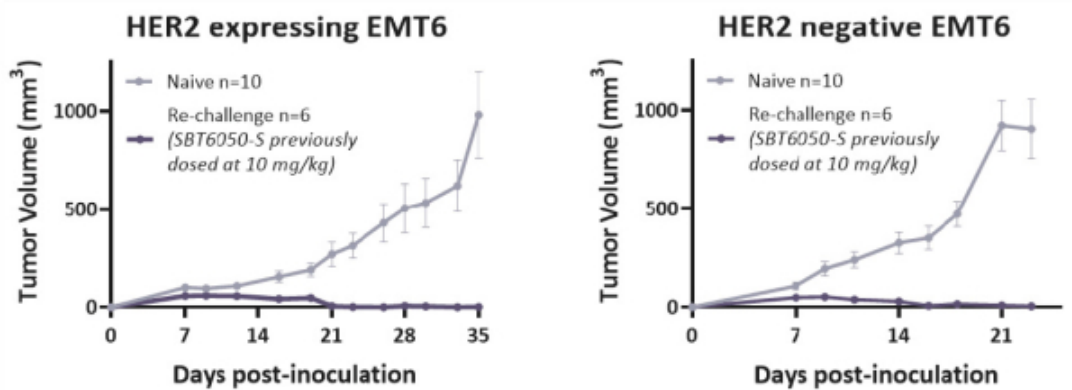 HER2 expressing EMT6
Tumor Volume (mm³)
1000
500
0
Naive n=10
Re-challenge n=6
(SBT6050-S previously
dosed at 10 mg/kg)
0 7 14 21 28 35
Days post-inoculation
HER2 negative EMT6
Tumor Volume (mm³)
1000
500
0
Naive n=10
Re-challenge n=6
(SBT6050-S previously
dosed at 10 mg/kg)
0 7 14 21
Days post-inoculation